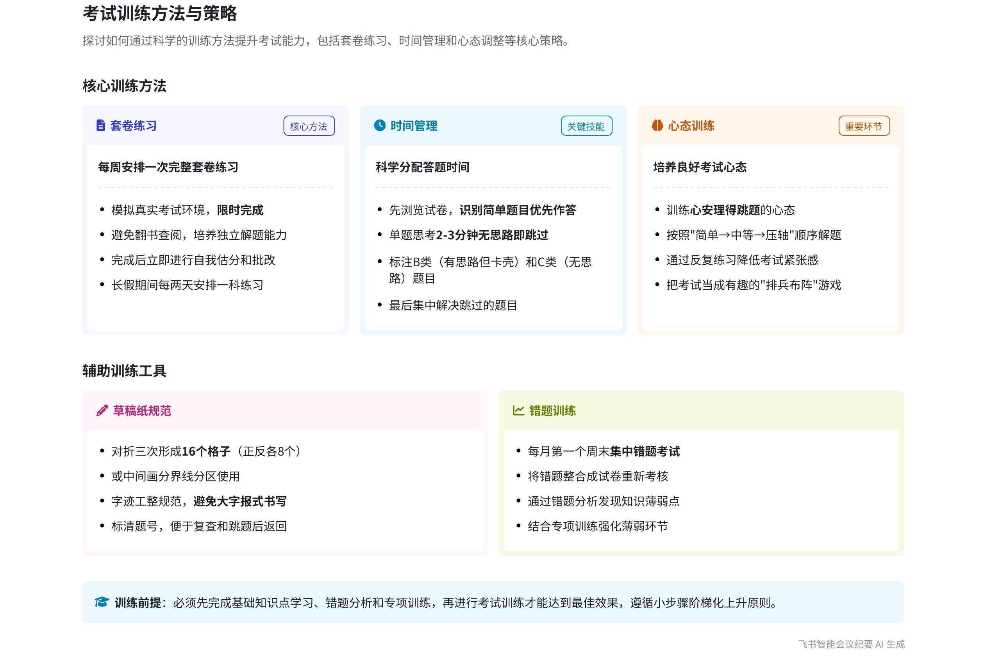 考试训练方法与策略
探讨如何通过科学的训练方法提升考试能力，包括套卷练习、时间管理和心态调整等核心策略。
核心训练方法
套卷练习
核心方法
每周安排一次完整套卷练习
模拟真实考试环境，限时完成
避免翻书查阅，培养独立解题能力
完成后立即进行自我估分和批改
长假期间每两天安排一科练习
时间管理
关键技能
科学分配答题时间
先浏览试卷，识别简单题目优先作答
单题思考2-3分钟无思路即跳过
标注B类（有思路但卡壳）和C类（无思
路）题目
最后集中解决跳过的题目
心态训练
重要环节
培养良好考试心态
训练心安理得跳题的心态
按照"简单→中等→压轴"顺序解题
通过反复练习降低考试紧张感
把考试当成有趣的"排兵布阵"游戏
辅助训练工具
草稿纸规范
对折三次形成16个格子（正反各8个）
或中间画分界线分区使用
字迹工整规范，避免大字报式书写
标清题号，便于复查和跳题后返回
错题训练
每月第一个周末集中错题考试
将错题整合成试卷重新考核
通过错题分析发现知识薄弱点
结合专项训练强化薄弱环节
训练前提：必须先完成基础知识点学习、错题分析和专项训练，再进行考试训练才能达到最佳效果，遵循小步骤阶梯化上升原则。
飞书智能会议纪要 AI 生成